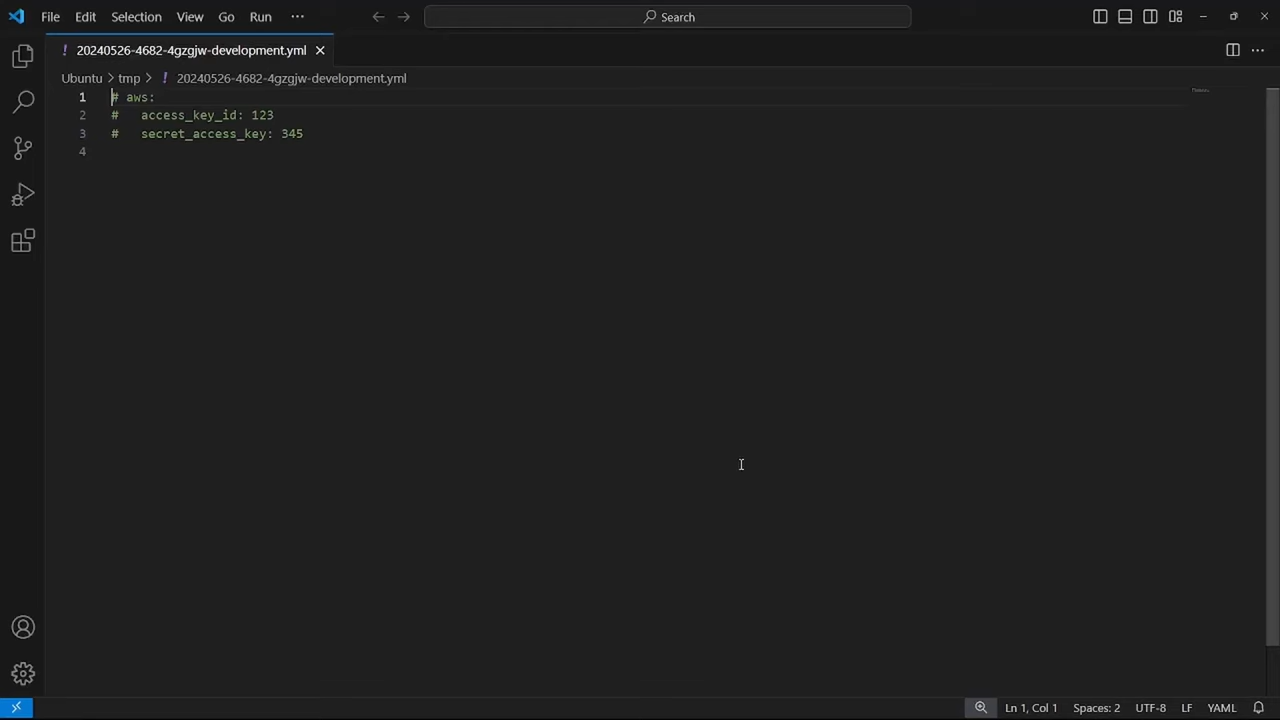 File Edit Selection View Go Run ··· Search
! 20240526-4682-4gzgjw-development.yml
Ubuntu > tmp > ! 20240526-4682-4gzgjw-development.yml
1 # aws:
2 #   access_key_id: 123
3 #   secret_access_key: 345
4
Ln 1, Col 1 Spaces: 2 UTF-8 LF YAML